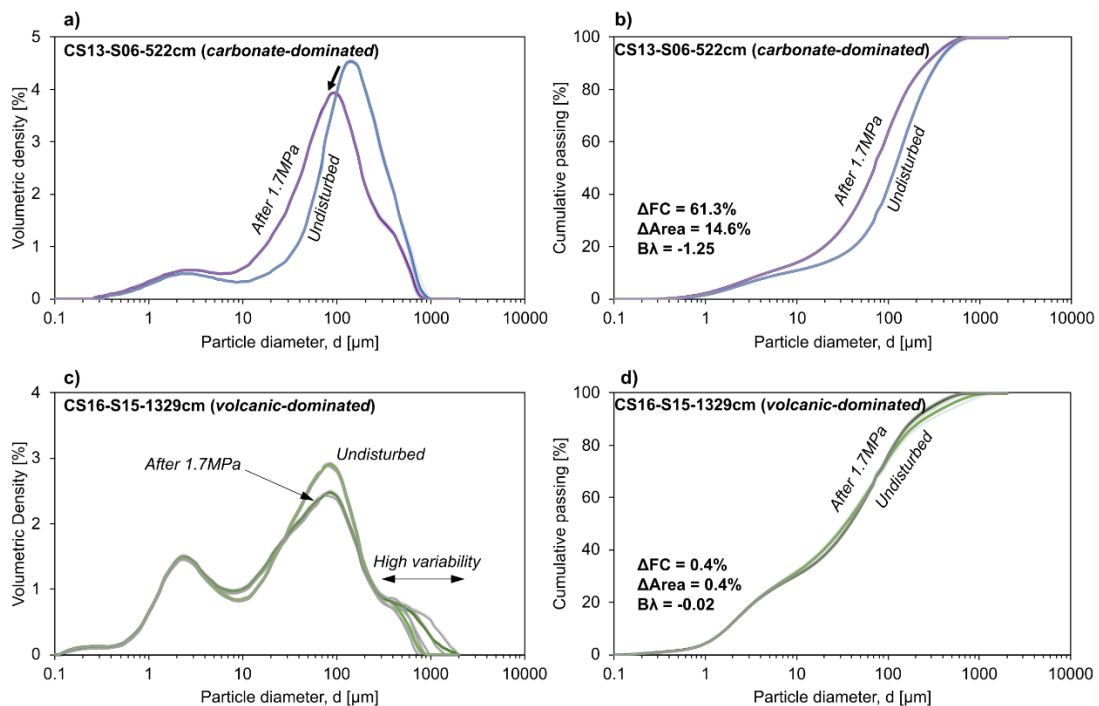 a)
CS13-S06-522cm (carbonate-dominated)
5
4
3
2
1
0
Volumetric density [%]
After 1.7MPa
Undisturbed
0.1 1 10 100 1000 10000
Particle diameter, d [µm]
b)
CS13-S06-522cm (carbonate-dominated)
100
80
60
40
20
0
Cumulative passing [%]
After 1.7MPa
Undisturbed
ΔFC = 61.3%
ΔArea = 14.6%
Bλ = -1.25
0.1 1 10 100 1000 10000
Particle diameter, d [µm]
c)
CS16-S15-1329cm (volcanic-dominated)
4
3
2
1
0
Volumetric Density [%]
Undisturbed
After 1.7MPa
High variability
0.1 1 10 100 1000 10000
Particle diameter, d [µm]
d)
CS16-S15-1329cm (volcanic-dominated)
100
80
60
40
20
0
Cumulative passing [%]
After 1.7MPa
Undisturbed
ΔFC = 0.4%
ΔArea = 0.4%
Bλ = -0.02
0.1 1 10 100 1000 10000
Particle diameter, d [µm]